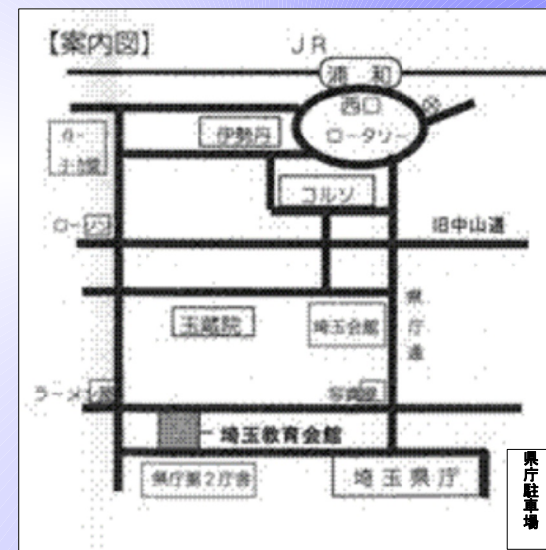 【案内図】
JR
浦和
西口
ロータリー
伊勢丹
コルソ
旧中山道
玉蔵院
埼玉会館
県庁通
埼玉教育会館
県庁第2庁舎
埼玉県庁
県庁駐車場